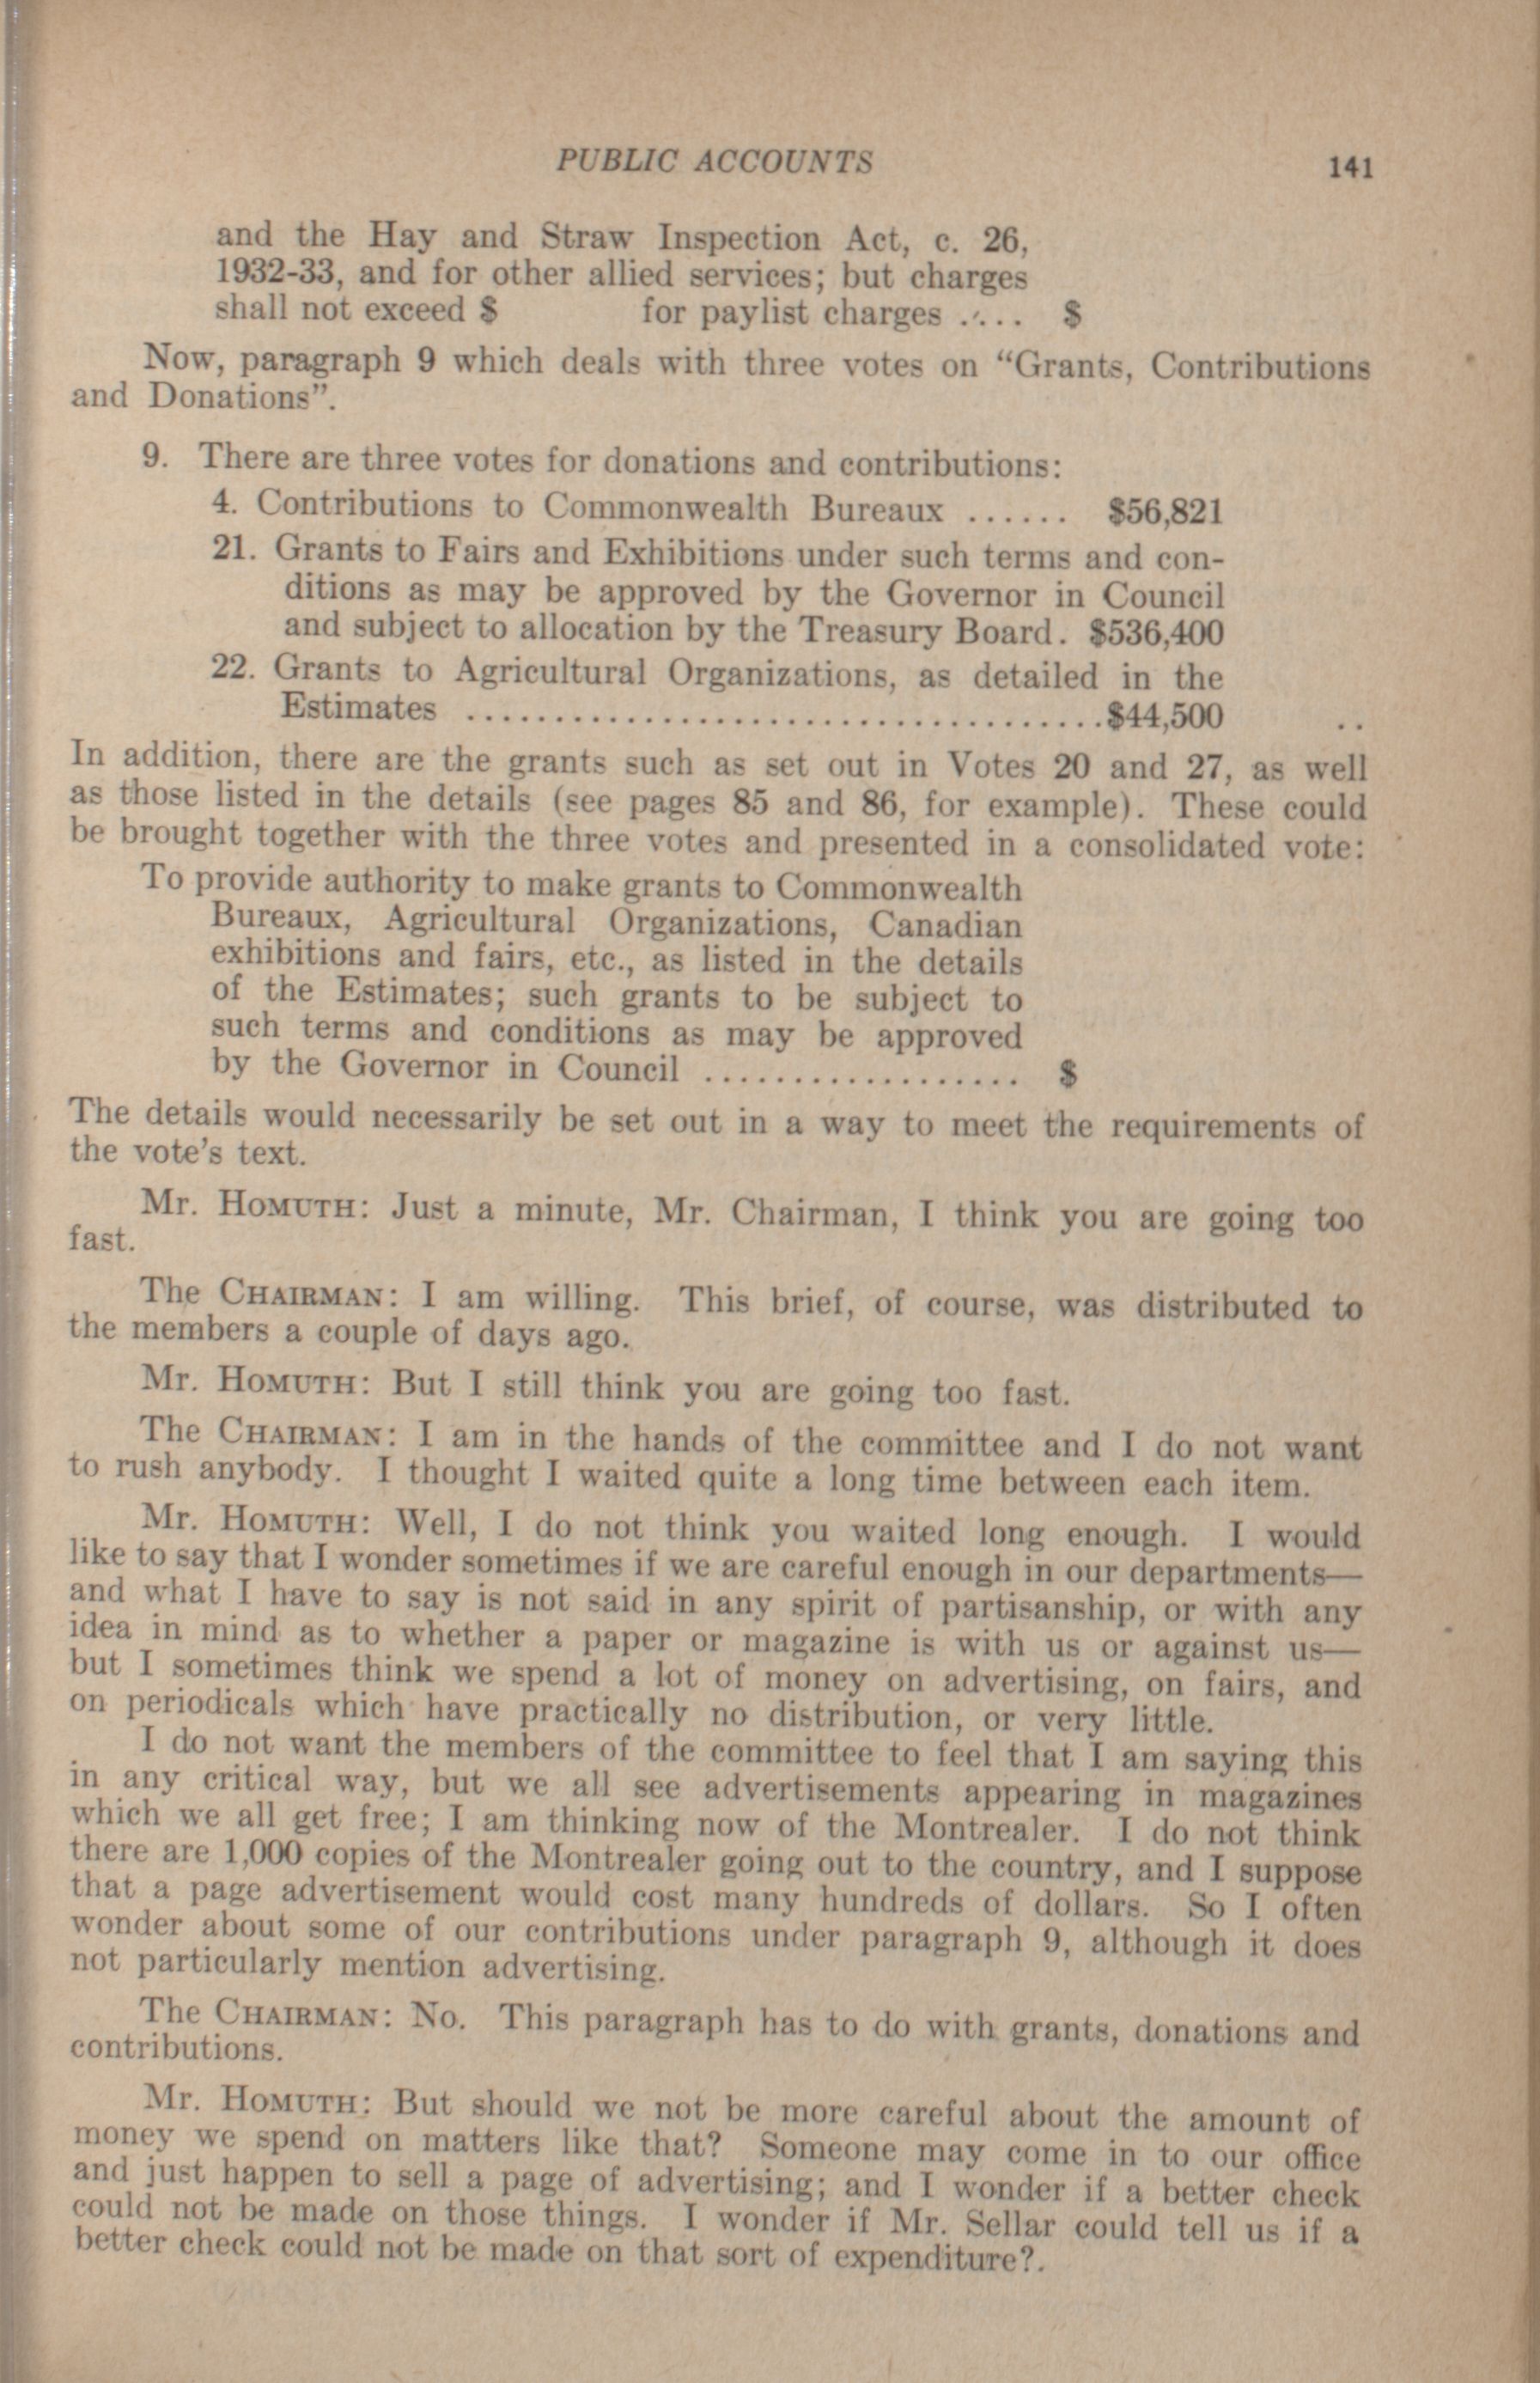 PUBLIC ACCOUNTS 141
and the Hay and Straw Inspection Act, c. 26,
1932-33, and for other allied services; but charges
shall not exceed $ for paylist charges ..... $
Now, paragraph 9 which deals with three votes on "Grants, Contributions
and Donations".
9. There are three votes for donations and contributions:
4. Contributions to Commonwealth Bureaux ...... $56,821
21. Grants to Fairs and Exhibitions under such terms and con-
ditions as may be approved by the Governor in Council
and subject to allocation by the Treasury Board. $536,400
22. Grants to Agricultural Organizations, as detailed in the
Estimates ....................................$44,500 ..
In addition, there are the grants such as set out in Votes 20 and 27, as well
as those listed in the details (see pages 85 and 86, for example). These could
be brought together with the three votes and presented in a consolidated vote:
To provide authority to make grants to Commonwealth
Bureaux, Agricultural Organizations, Canadian
exhibitions and fairs, etc., as listed in the details
of the Estimates; such grants to be subject to
such terms and conditions as may be approved
by the Governor in Council .................. $
The details would necessarily be set out in a way to meet the requirements of
the vote's text.
Mr. HOMUTH: Just a minute, Mr. Chairman, I think you are going too
fast.
The CHAIRMAN: I am willing. This brief, of course, was distributed to
the members a couple of days ago.
Mr. HOMUTH: But I still think you are going too fast.
The CHAIRMAN: I am in the hands of the committee and I do not want
to rush anybody. I thought I waited quite a long time between each item.
Mr. HOMUTH: Well, I do not think you waited long enough. I would
like to say that I wonder sometimes if we are careful enough in our departments—
and what I have to say is not said in any spirit of partisanship, or with any
idea in mind as to whether a paper or magazine is with us or against us—
but I sometimes think we spend a lot of money on advertising, on fairs, and
on periodicals which have practically no distribution, or very little.
I do not want the members of the committee to feel that I am saying this
in any critical way, but we all see advertisements appearing in magazines
which we all get free; I am thinking now of the Montrealer. I do not think
there are 1,000 copies of the Montrealer going out to the country, and I suppose
that a page advertisement would cost many hundreds of dollars. So I often
wonder about some of our contributions under paragraph 9, although it does
not particularly mention advertising.
The CHAIRMAN: No. This paragraph has to do with grants, donations and
contributions.
Mr. HOMUTH: But should we not be more careful about the amount of
money we spend on matters like that? Someone may come in to our office
and just happen to sell a page of advertising; and I wonder if a better check
could not be made on those things. I wonder if Mr. Sellar could tell us if a
better check could not be made on that sort of expenditure?.